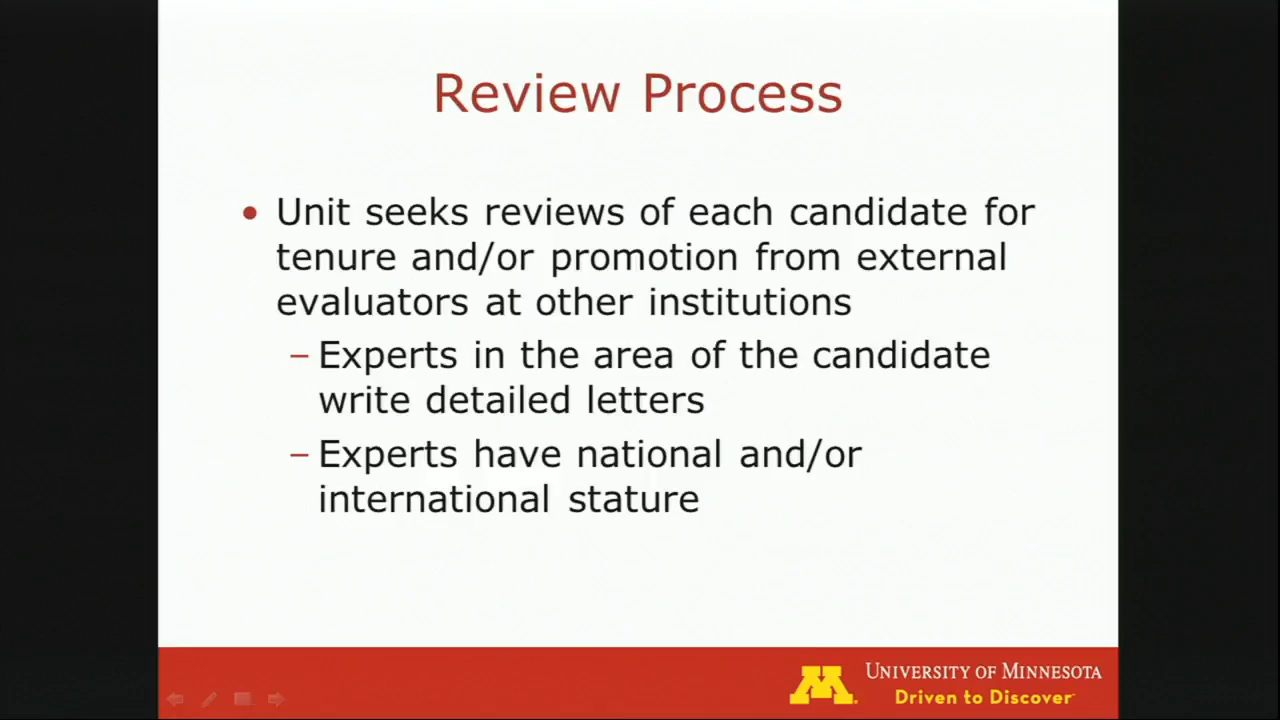 Review Process
• Unit seeks reviews of each candidate for
tenure and/or promotion from external
evaluators at other institutions
– Experts in the area of the candidate
write detailed letters
– Experts have national and/or
international stature
M.
UNIVERSITY OF MINNESOTA
Driven to Discover